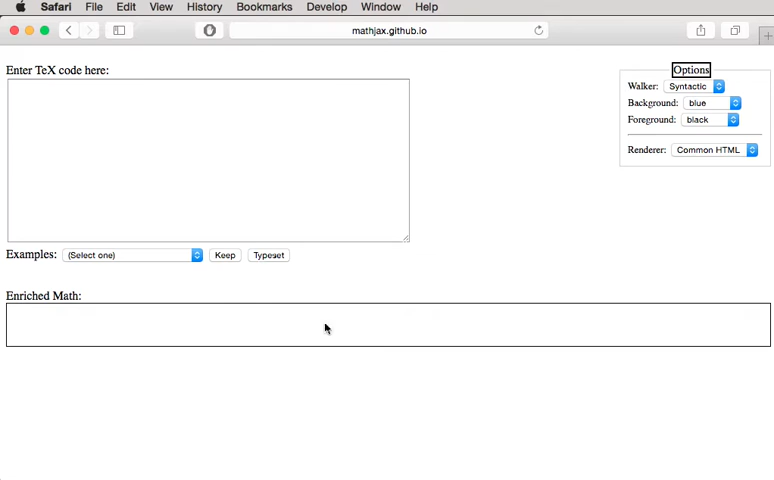 Safari File Edit View History Bookmarks Develop Window Help
mathjax.github.io
Enter TeX code here:
Options
Walker: Syntactic
Background: blue
Foreground: black
Renderer: Common HTML
Examples: (Select one) Keep Typeset
Enriched Math: